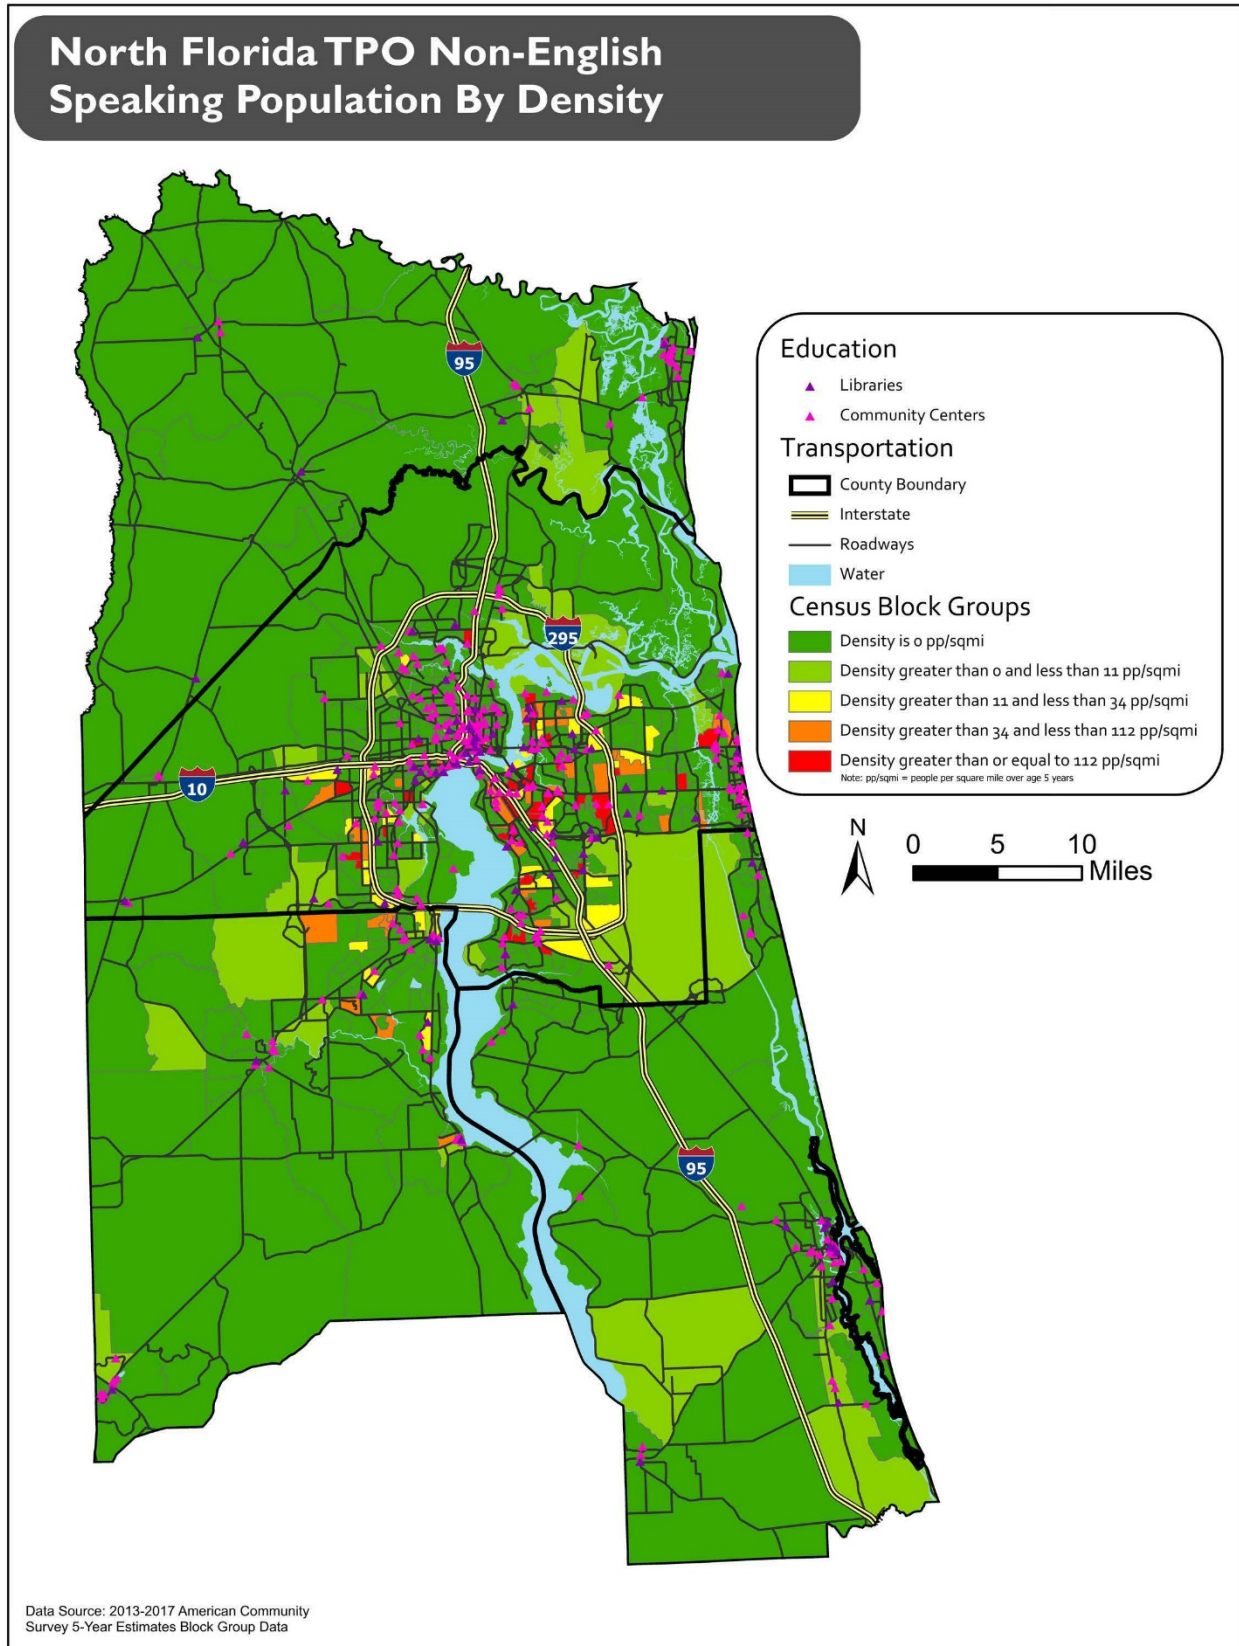 North Florida TPO Non-English
Speaking Population By Density
95
295
10
95
Education
Libraries
Community Centers
Transportation
County Boundary
Interstate
Roadways
Water
Census Block Groups
Density is 0 pp/sqmi
Density greater than 0 and less than 11 pp/sqmi
Density greater than 11 and less than 34 pp/sqmi
Density greater than 34 and less than 112 pp/sqmi
Density greater than or equal to 112 pp/sqmi
Note: pp/sqmi = people per square mile over age 5 years
N
0 5 10
Miles
Data Source: 2013-2017 American Community
Survey 5-Year Estimates Block Group Data